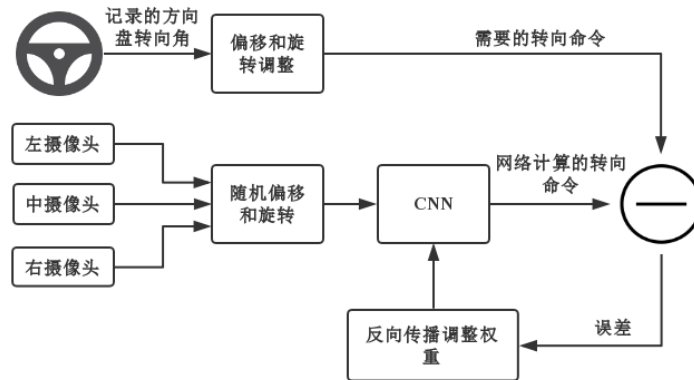 记录的方向
盘转向角
偏移和旋
转调整
需要的转向命令
左摄像头
中摄像头
右摄像头
随机偏移
和旋转
CNN
网络计算的转向
命令
反向传播调整权
重
误差